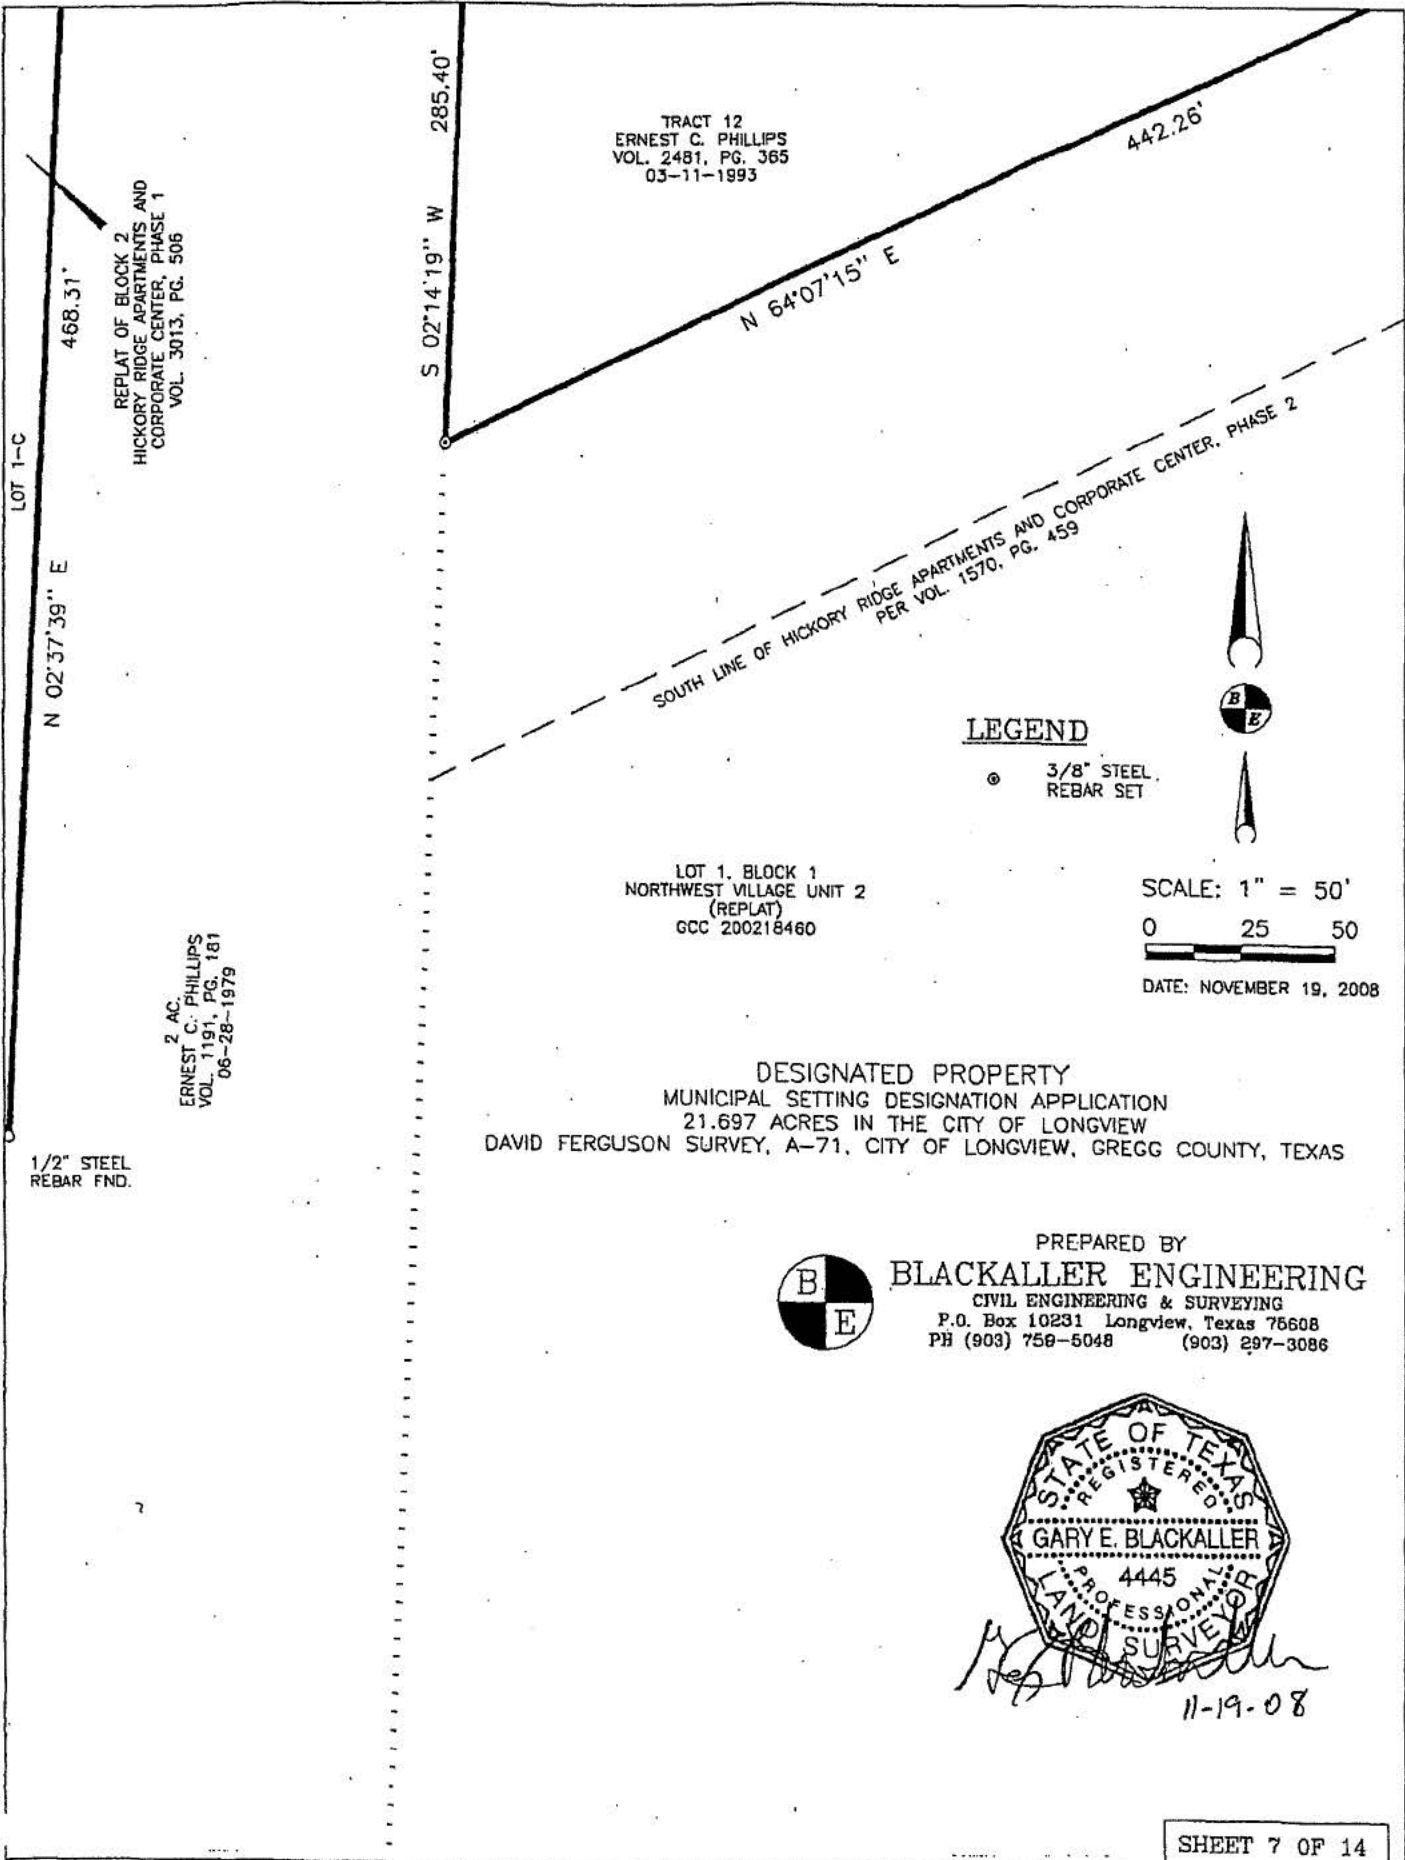 TRACT 12
ERNEST C. PHILLIPS
VOL. 2481, PG. 365
03-11-1993
285.40'
S 02°14'19" W
442.26'
N 64°07'15" E
REPLAT OF BLOCK 2
HICKORY RIDGE APARTMENTS AND
CORPORATE CENTER, PHASE 1
VOL. 3013, PG. 506
468.31'
LOT 1-C
N 02°37'39" E
SOUTH LINE OF HICKORY RIDGE APARTMENTS AND CORPORATE CENTER, PHASE 2
PER VOL. 1570, PG. 459
B
E
LEGEND
3/8" STEEL
REBAR SET
LOT 1, BLOCK 1
NORTHWEST VILLAGE UNIT 2
(REPLAT)
GCC 200218460
SCALE: 1" = 50'
0 25 50
DATE: NOVEMBER 19, 2008
2 AC.
ERNEST C. PHILLIPS
VOL. 1191, PG. 181
06-28-1979
1/2" STEEL
REBAR FND.
DESIGNATED PROPERTY
MUNICIPAL SETTING DESIGNATION APPLICATION
21.697 ACRES IN THE CITY OF LONGVIEW
DAVID FERGUSON SURVEY, A-71, CITY OF LONGVIEW, GREGG COUNTY, TEXAS
PREPARED BY
B
E
BLACKALLER ENGINEERING
CIVIL ENGINEERING & SURVEYING
P.O. Box 10231 Longview, Texas 75608
PH (903) 759-5048 (903) 297-3086
STATE OF TEXAS
REGISTERED
GARY E. BLACKALLER
4445
PROFESSIONAL
LAND SURVEYOR
11-19-08
SHEET 7 OF 14